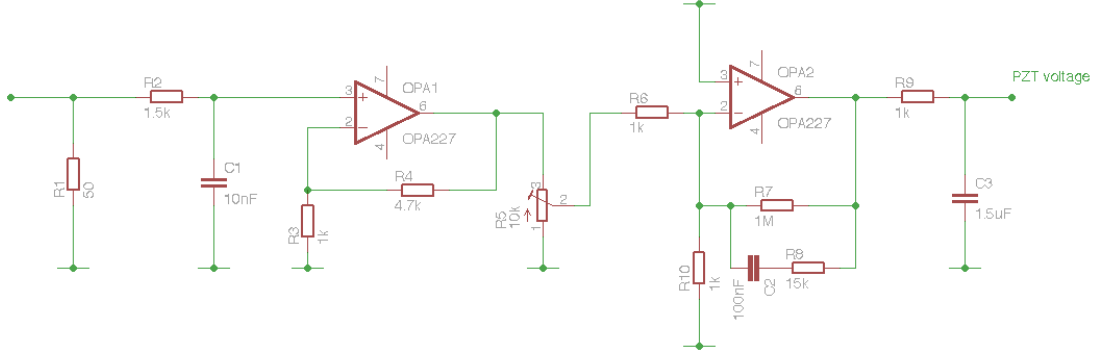 R1
50
R2
1.5k
C1
10nF
3
2
7
4
6
OPA1
OPA227
R3
1k
R4
4.7k
R5
10k
3
2
1
R6
1k
3
2
7
4
6
OPA2
OPA227
R7
1M
R10
1k
100nF
C2
R8
15k
R9
1k
C3
1.5uF
PZT voltage